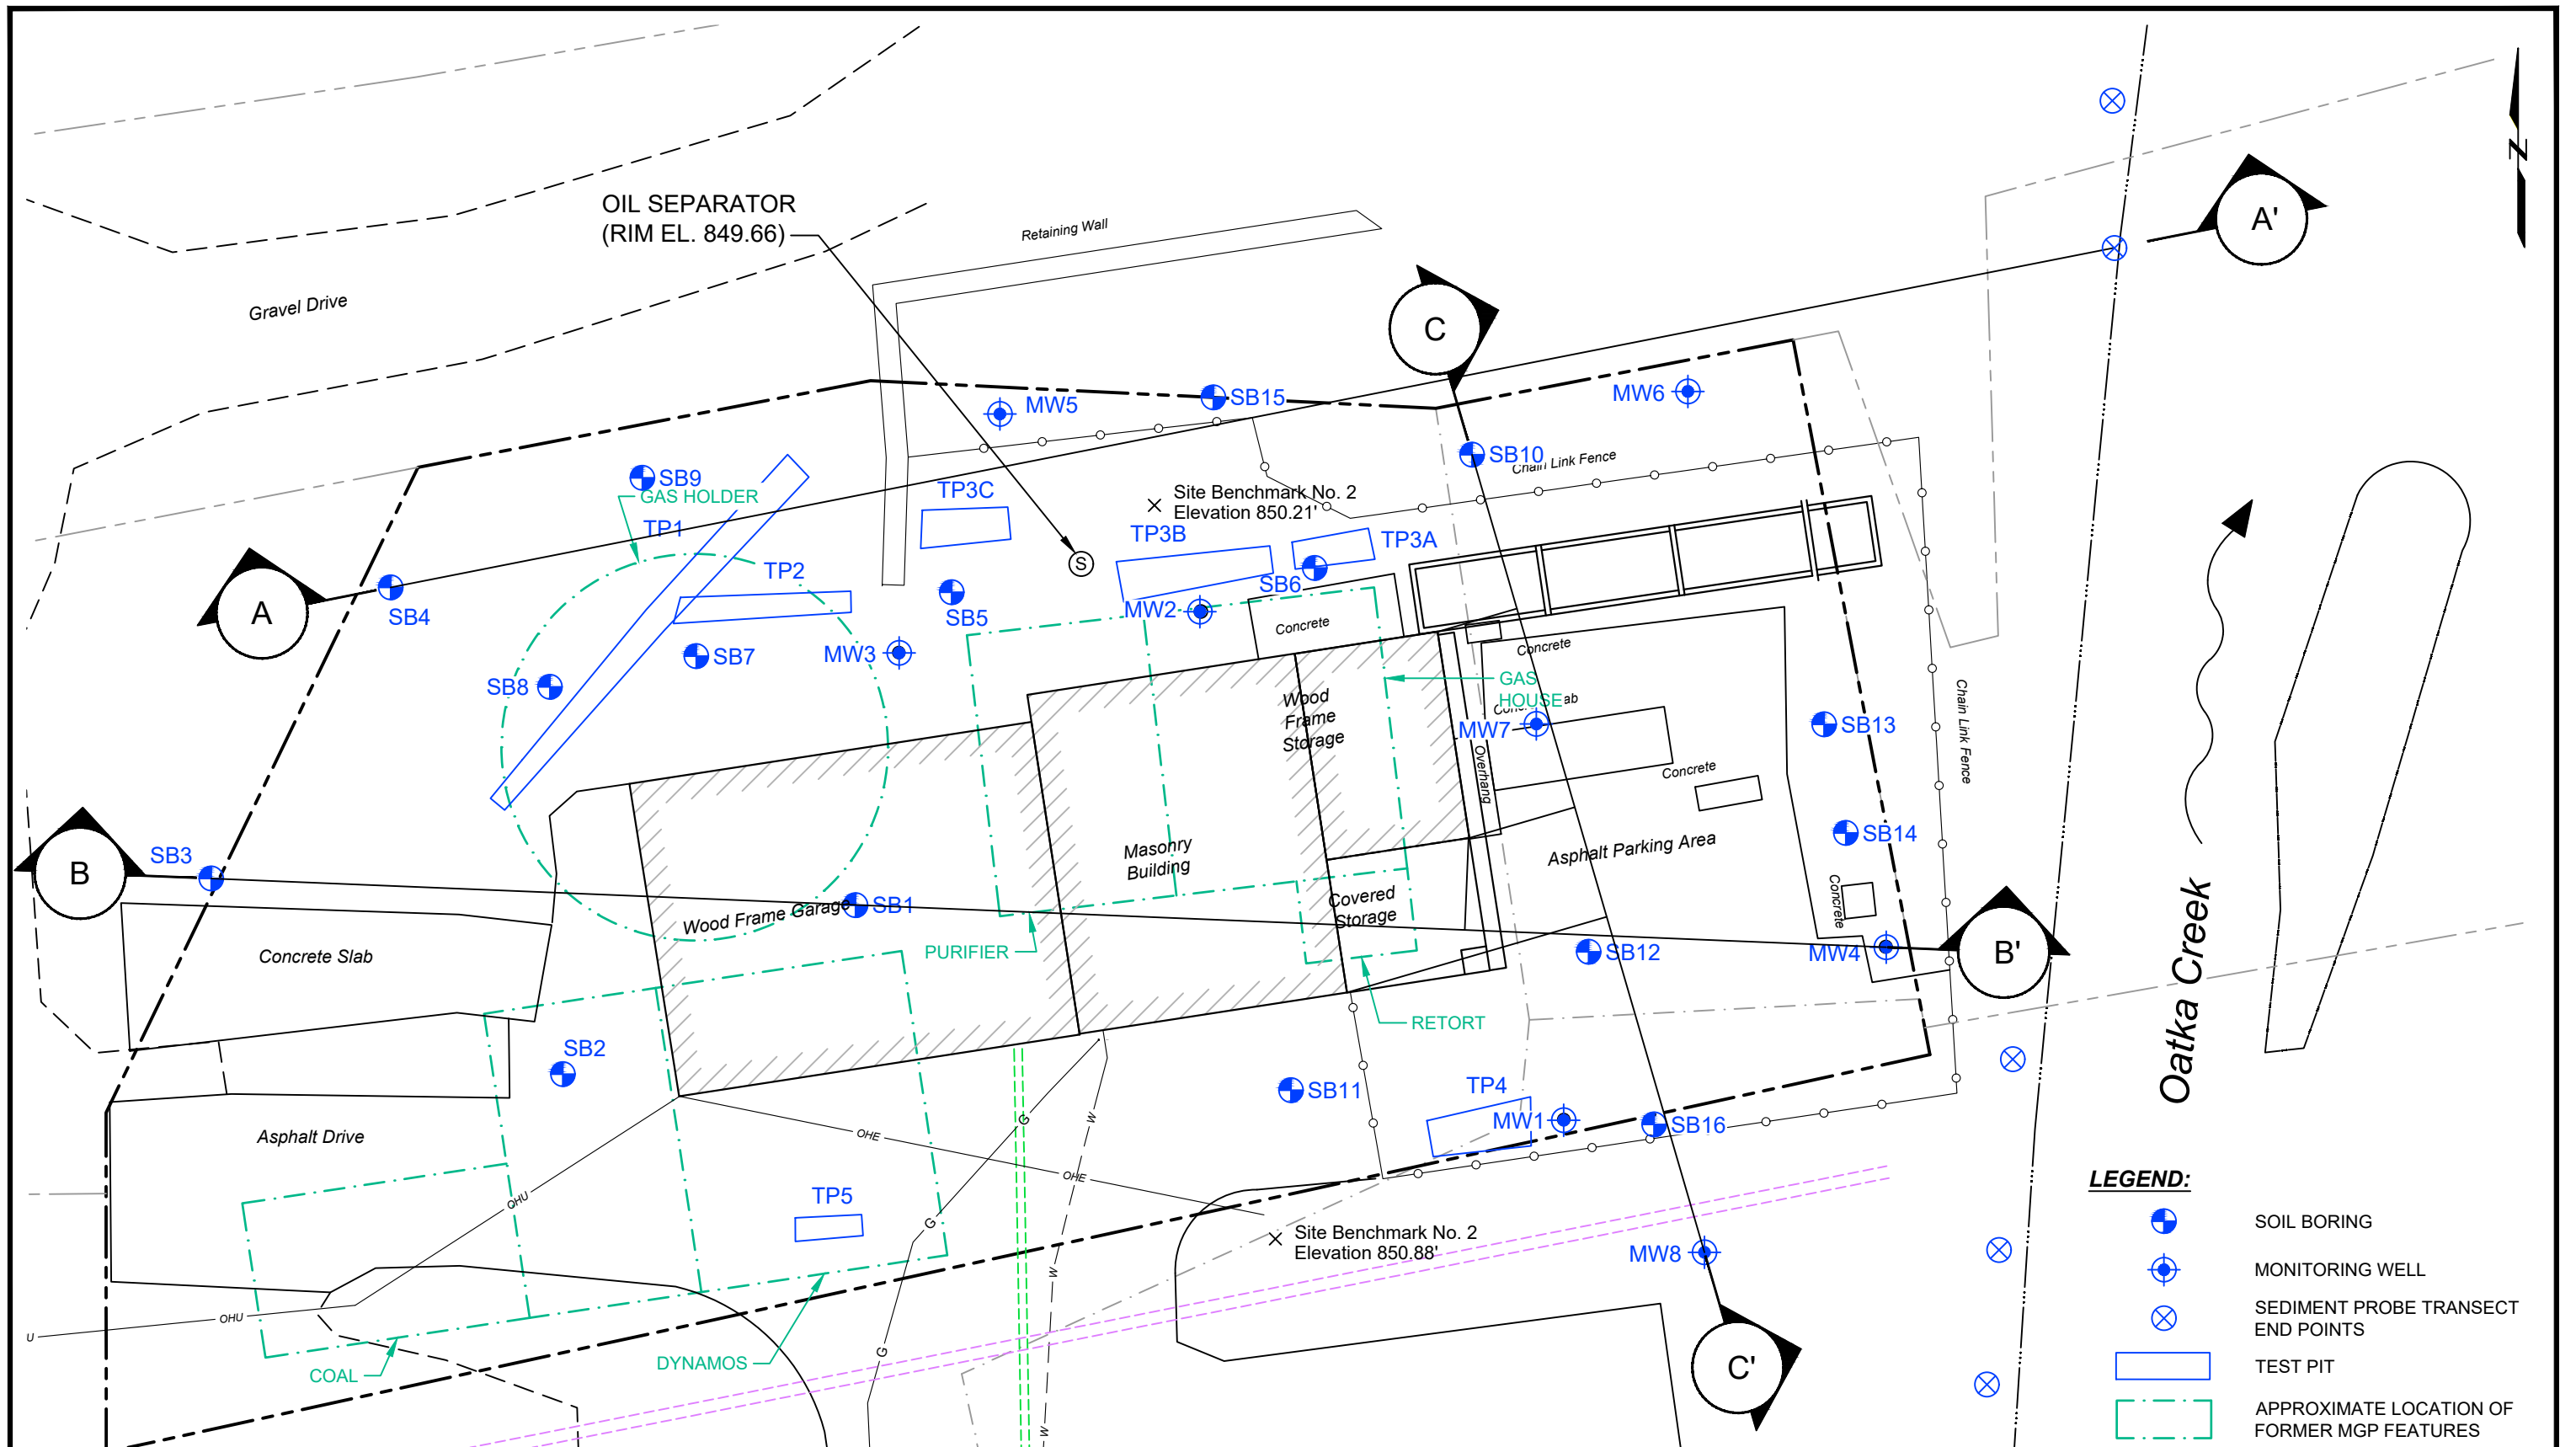 OIL SEPARATOR
(RIM EL. 849.66)
Retaining Wall
Gravel Drive
N
A'
C
SB15
MW5
MW6
SB10
Chain Link Fence
SB9
GAS HOLDER
TP1
TP3C
Site Benchmark No. 2
Elevation 850.21'
TP3B
TP3A
S
TP2
A
SB4
SB5
SB6
MW2
Concrete
Concrete
SB7
MW3
SB8
GAS
HOUSE
Wood
Frame
Storage
MW7
Overhang
SB13
Chain Link Fence
Concrete
Masonry
Building
Asphalt Parking Area
SB14
B
SB3
Wood Frame Garage
SB1
Covered
Storage
Concrete
PURIFIER
SB12
MW4
B'
Concrete Slab
RETORT
Oatka Creek
SB2
SB11
TP4
MW1
SB16
Asphalt Drive
OHE
OHE
G
W
OHU
TP5
G
W
Site Benchmark No. 2
Elevation 850.88'
MW8
U
OHU
G
W
COAL
DYNAMOS
C'
LEGEND:
SOIL BORING
MONITORING WELL
SEDIMENT PROBE TRANSECT
END POINTS
TEST PIT
APPROXIMATE LOCATION OF
FORMER MGP FEATURES